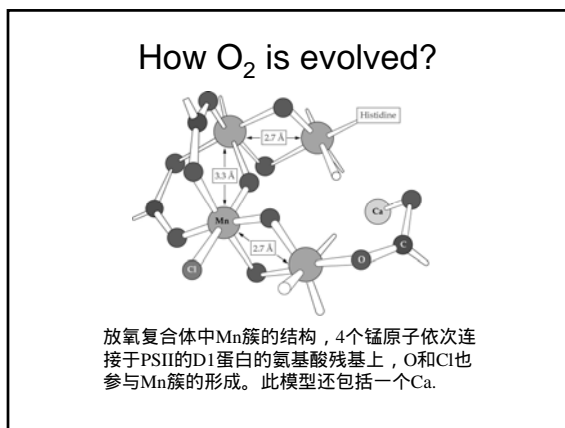 How O₂ is evolved?
Histidine
2.7 Å
3.3 Å
Mn
Ca
2.7 Å
C
O
Cl
放氧复合体中Mn簇的结构，4个锰原子依次连
接于PSII的D1蛋白的氨基酸残基上，O和Cl也
参与Mn簇的形成。此模型还包括一个Ca.